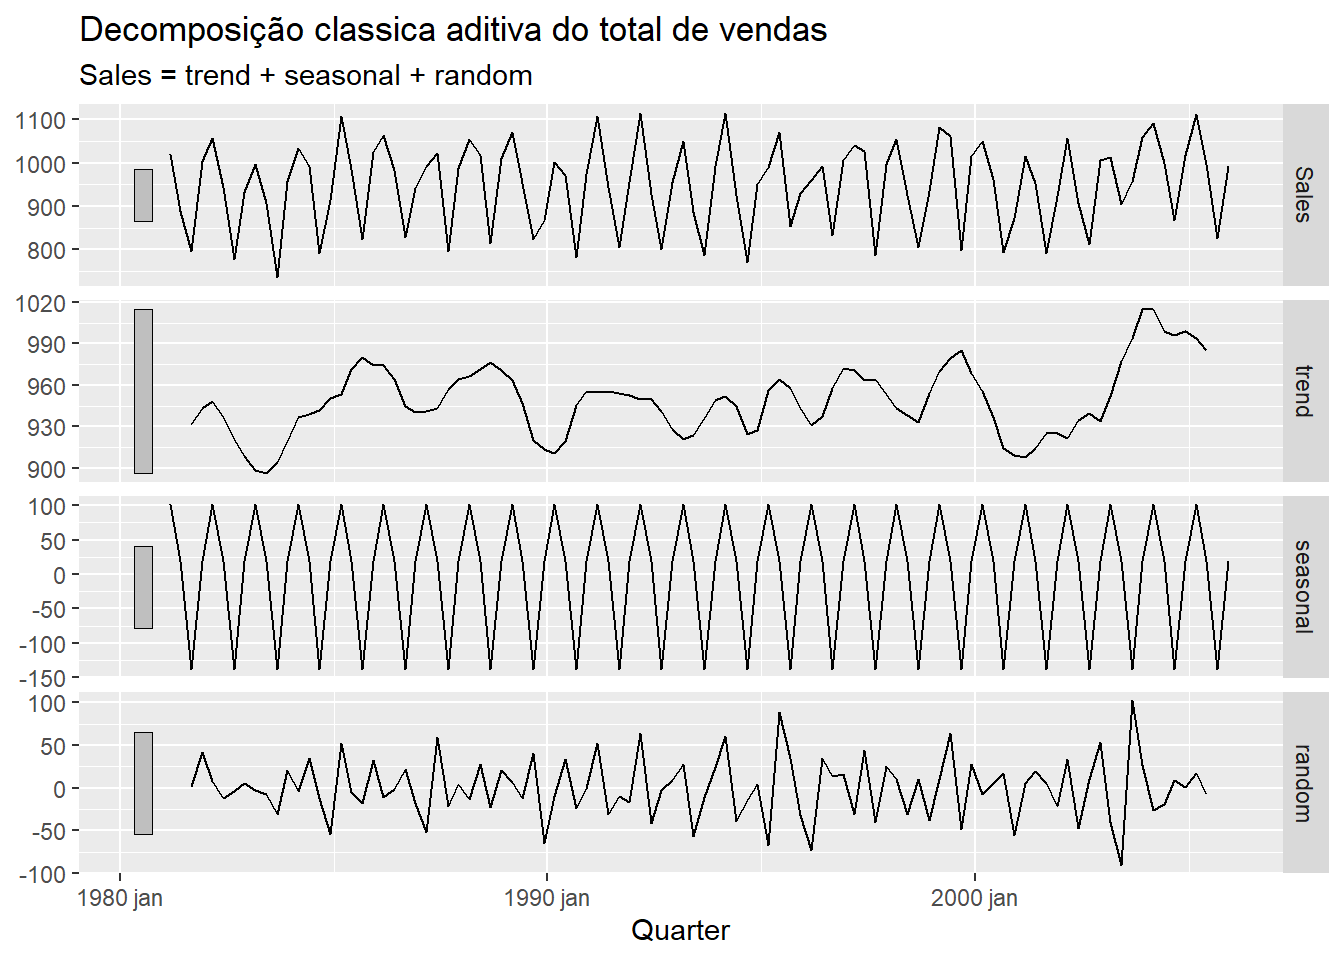 Decomposição classica aditiva do total de vendas
Sales = trend + seasonal + random
1100
1000
900
800
Sales
1020
990
960
930
900
trend
100
50
0
-50
-100
-150
seasonal
100
50
0
-50
-100
random
1980 jan
1990 jan
2000 jan
Quarter